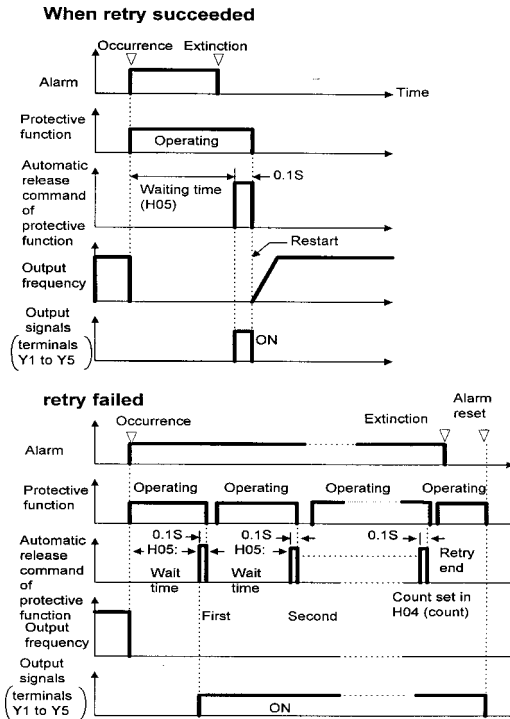 When retry succeeded
Occurrence Extinction
Alarm
Time
Protective
function
Operating
Automatic
release
command
of
protective
function
Waiting time
(H05)
0.1S
Restart
Output
frequency
Output
signals
(terminals
Y1 to Y5)
ON
retry failed
Alarm
reset
Occurrence Extinction
Alarm
Protective
function
Operating Operating Operating Operating
0.1S 0.1S 0.1S
Automatic
release
command
of
protective
function
H05: H05:
Wait
time
Wait
time
Retry
end
Count set in
H04 (count)
First Second
Output
frequency
Output
signals
(terminals
Y1 to Y5)
ON